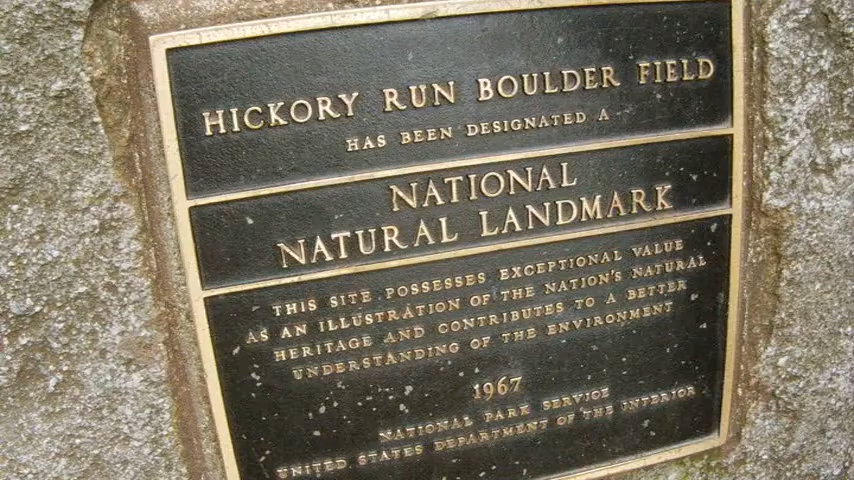 HICKORY RUN BOULDER FIELD
HAS BEEN DESIGNATED A
NATIONAL
NATURAL LANDMARK
THIS SITE POSSESSES EXCEPTIONAL VALUE
AS AN ILLUSTRATION OF THE NATION'S NATURAL
HERITAGE AND CONTRIBUTES TO A BETTER
UNDERSTANDING OF THE ENVIRONMENT
1967
NATIONAL PARK SERVICE
UNITED STATES DEPARTMENT OF THE INTERIOR